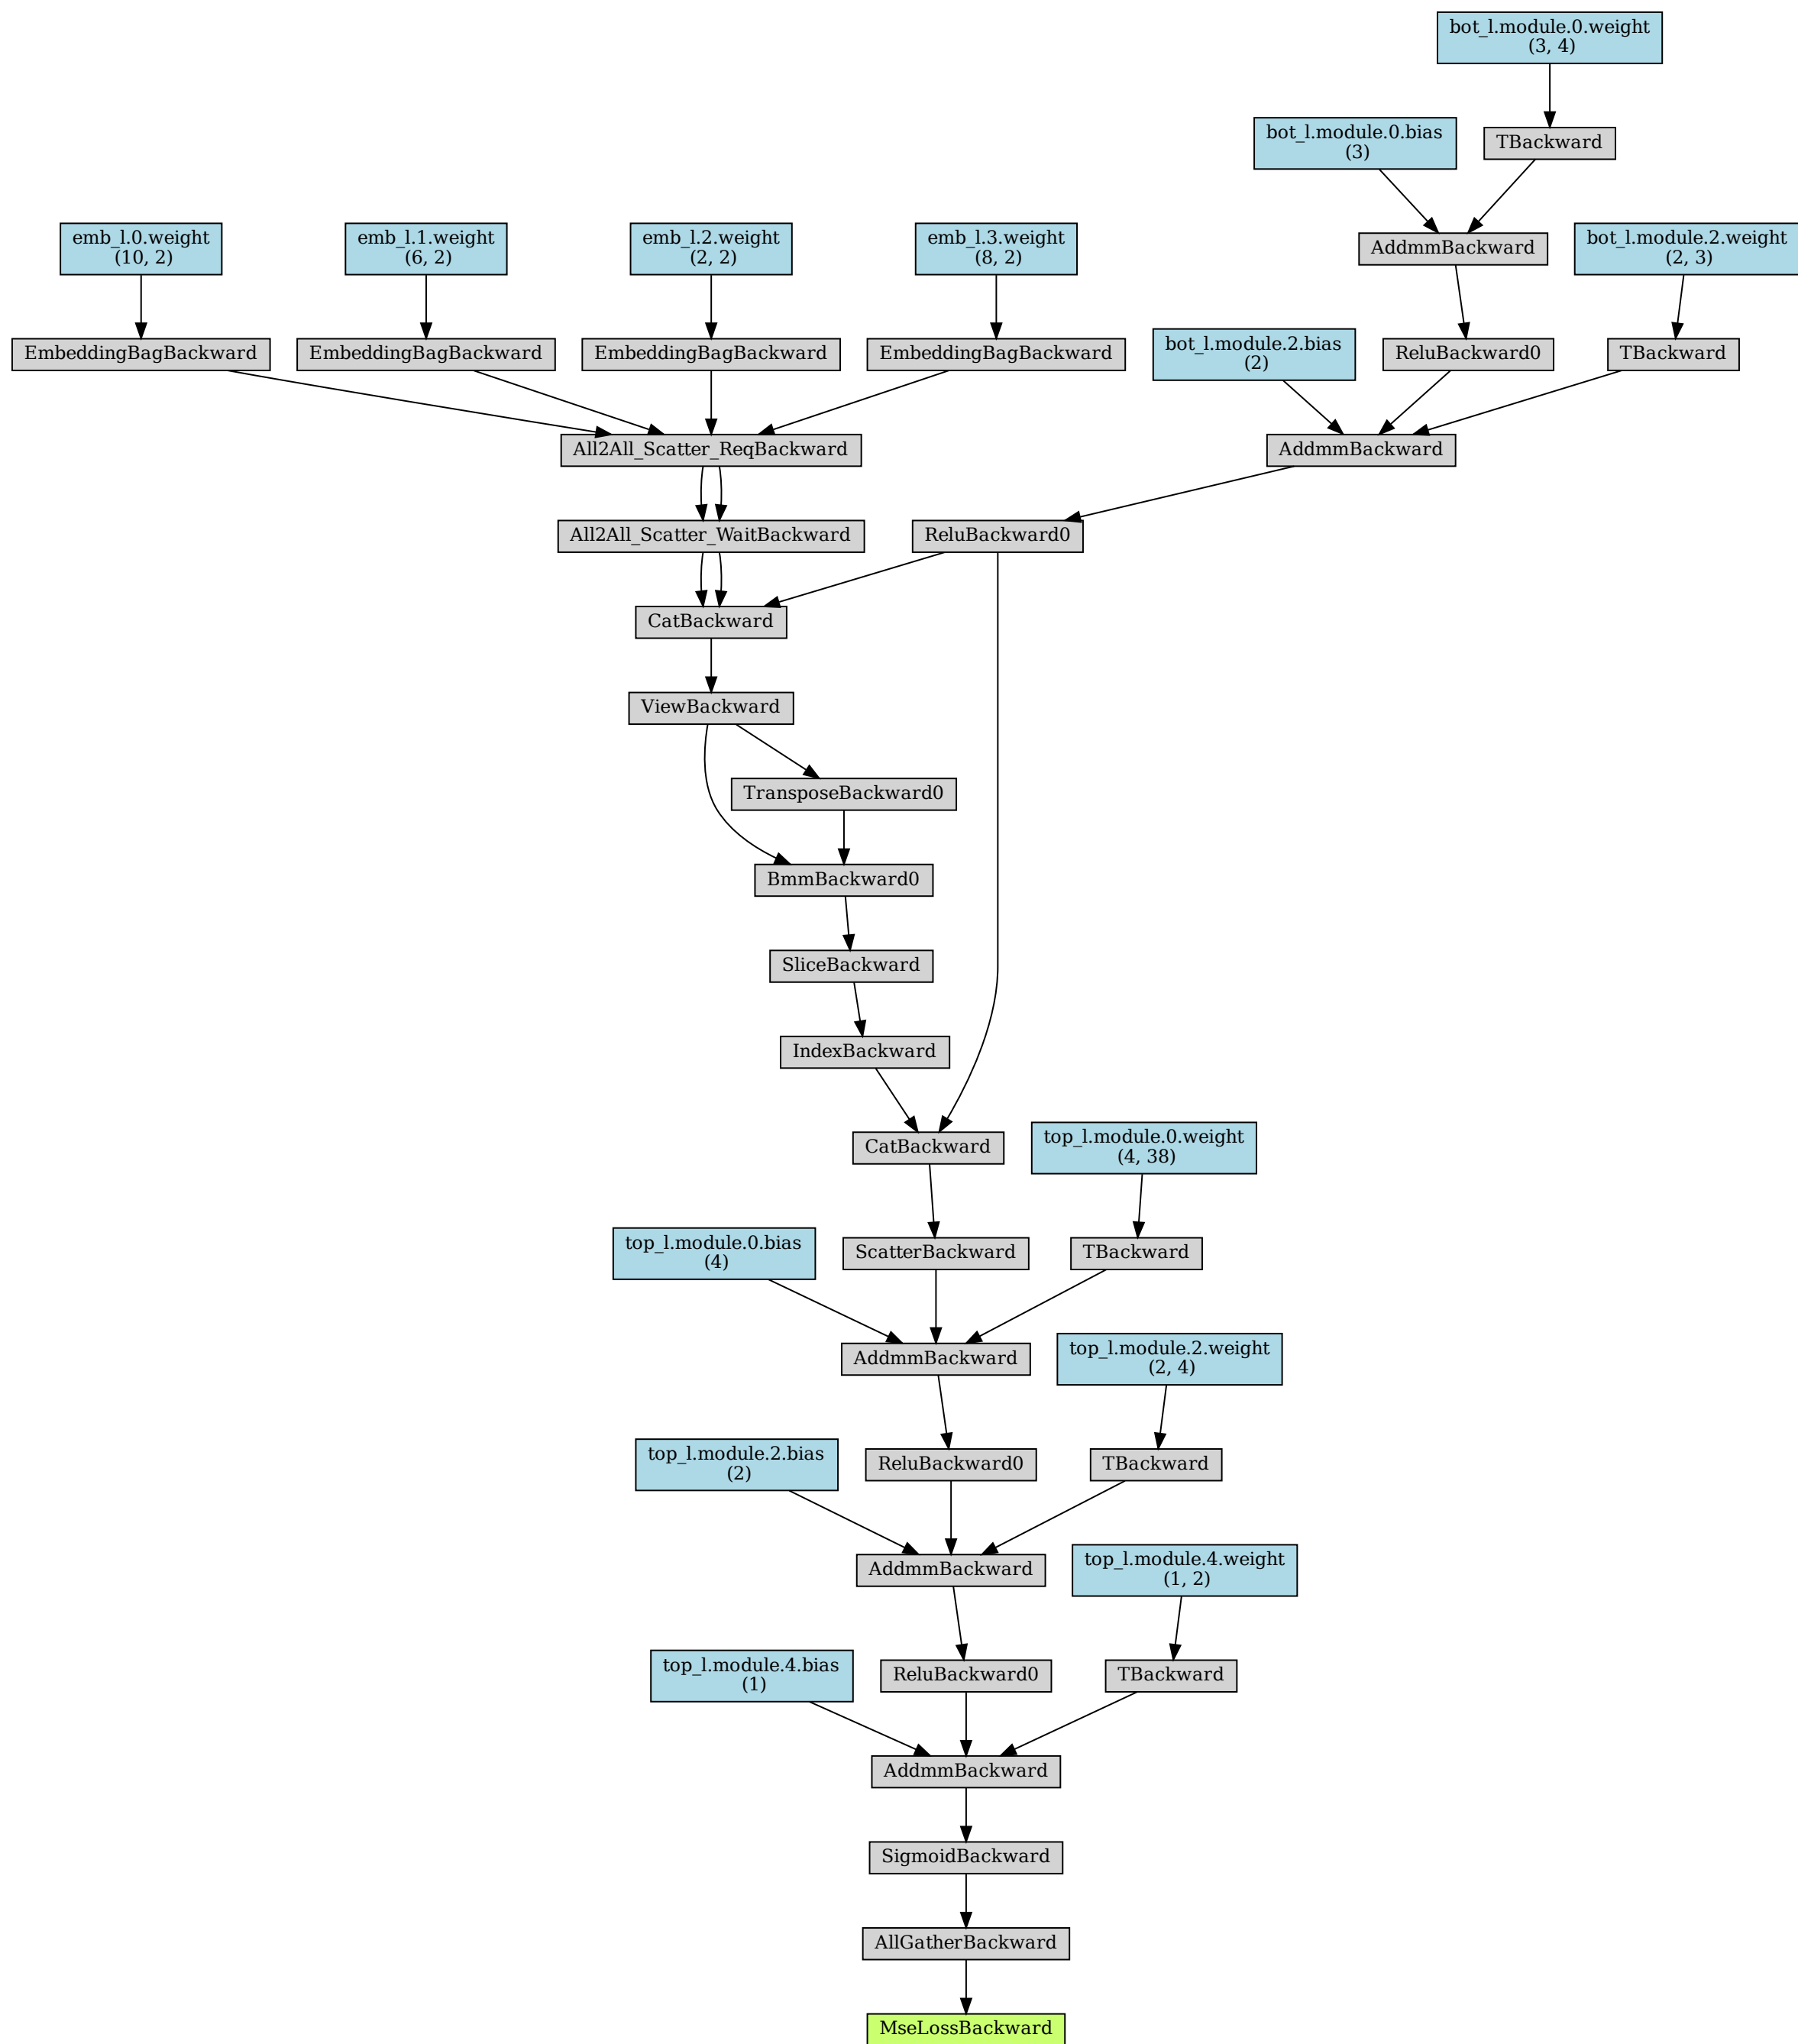 bot_l.module.0.weight
(3, 4)
bot_l.module.0.bias
(3)
TBackward
emb_l.0.weight
(10, 2)
emb_l.1.weight
(6, 2)
emb_l.2.weight
(2, 2)
emb_l.3.weight
(8, 2)
AddmmBackward
bot_l.module.2.weight
(2, 3)
EmbeddingBagBackward
EmbeddingBagBackward
EmbeddingBagBackward
EmbeddingBagBackward
bot_l.module.2.bias
(2)
ReluBackward0
TBackward
All2All_Scatter_ReqBackward
AddmmBackward
All2All_Scatter_WaitBackward
ReluBackward0
CatBackward
ViewBackward
TransposeBackward0
BmmBackward0
SliceBackward
IndexBackward
CatBackward
top_l.module.0.weight
(4, 38)
top_l.module.0.bias
(4)
ScatterBackward
TBackward
AddmmBackward
top_l.module.2.weight
(2, 4)
top_l.module.2.bias
(2)
ReluBackward0
TBackward
AddmmBackward
top_l.module.4.weight
(1, 2)
top_l.module.4.bias
(1)
ReluBackward0
TBackward
AddmmBackward
SigmoidBackward
AllGatherBackward
MseLossBackward